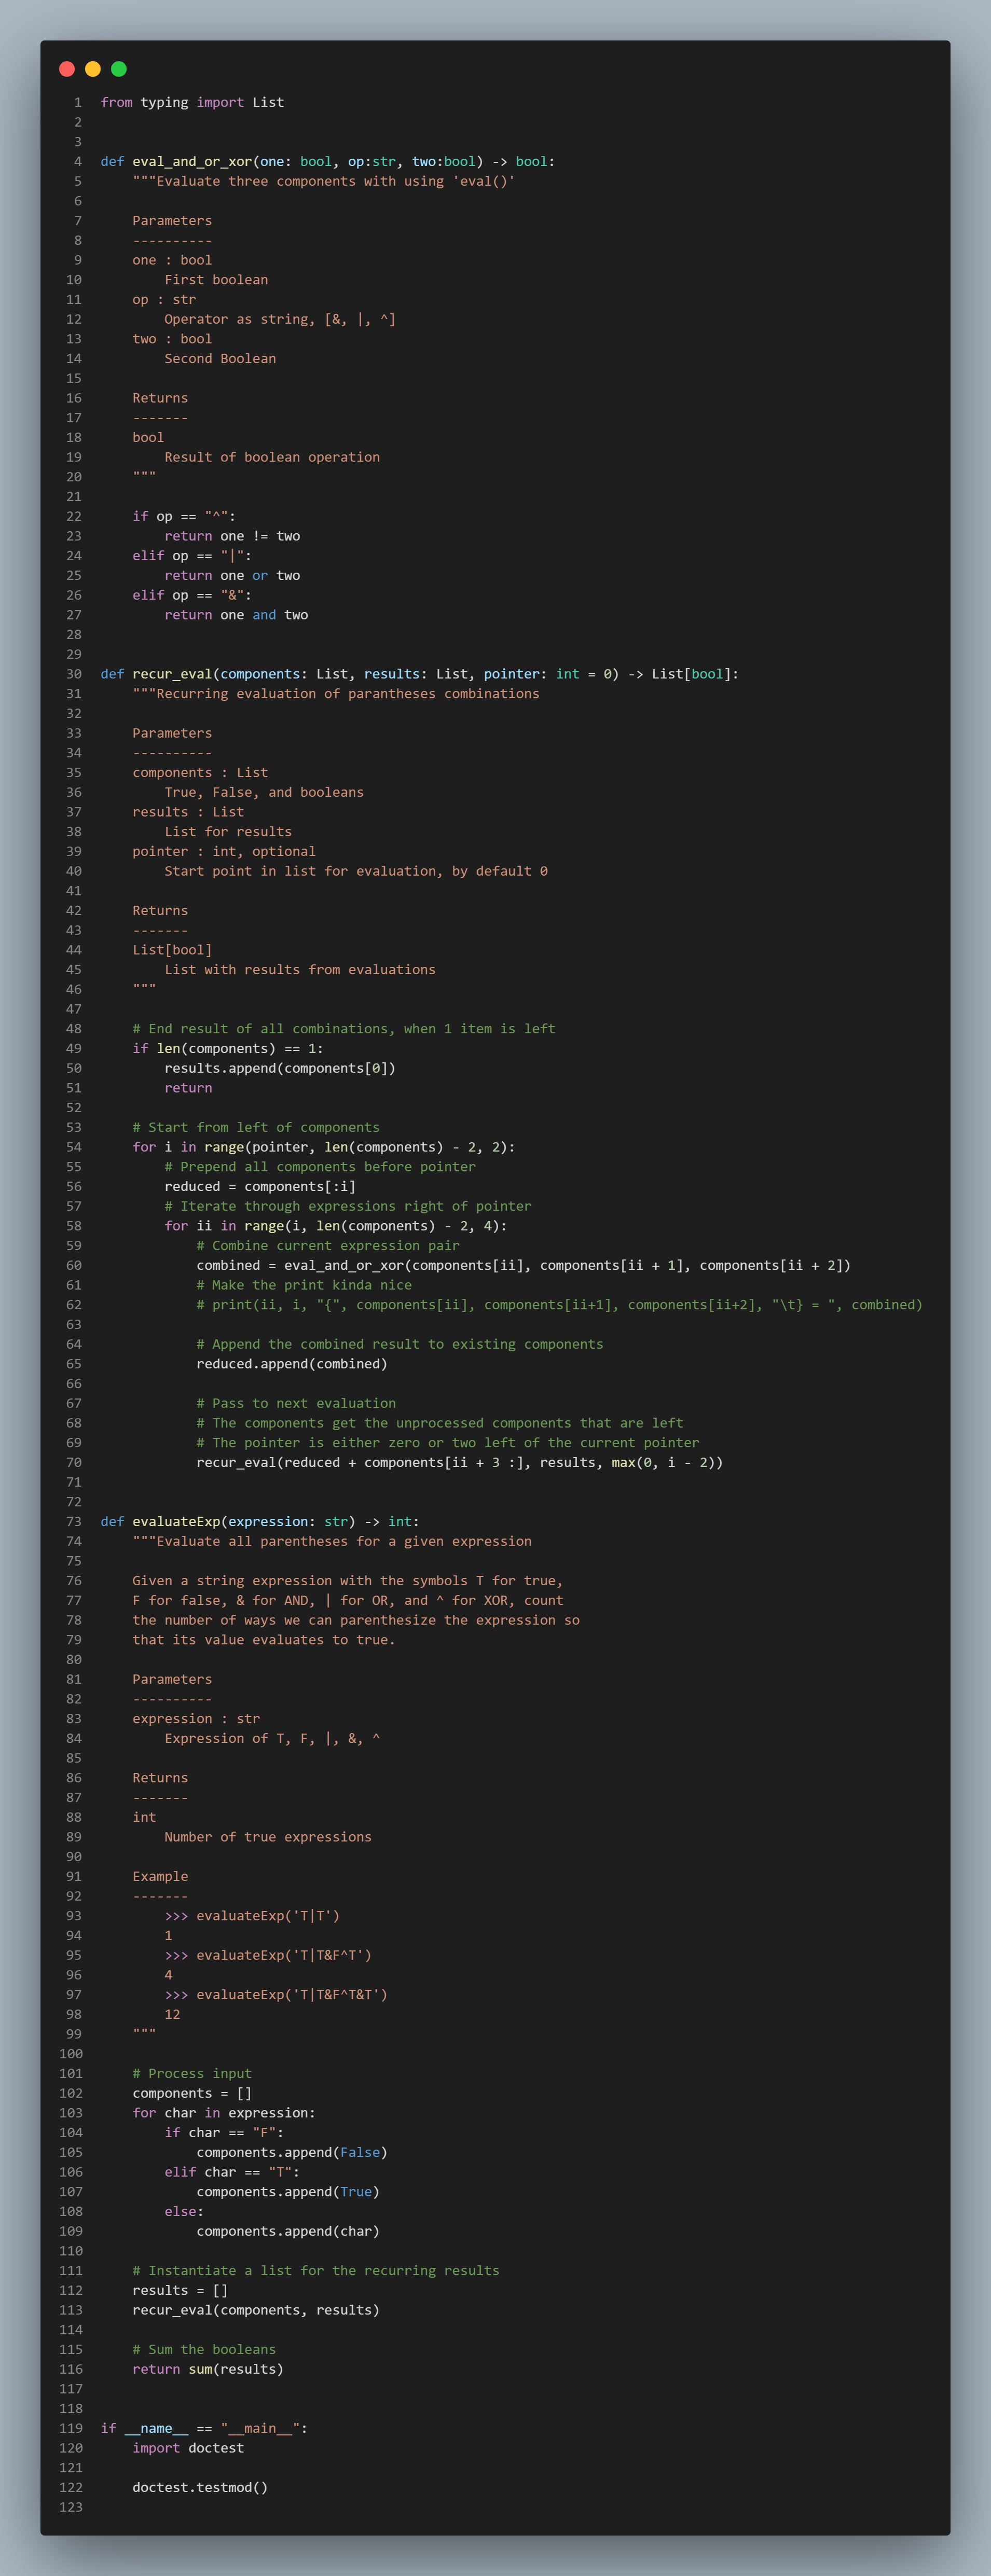 1 from typing import List
2
3
4 def eval_and_or_xor(one: bool, op:str, two:bool) -> bool:
5     """Evaluate three components with using 'eval()'
6
7     Parameters
8     ----------
9     one : bool
10         First boolean
11     op : str
12         Operator as string, [&, |, ^]
13     two : bool
14         Second Boolean
15
16     Returns
17     -------
18     bool
19         Result of boolean operation
20     """
21
22     if op == "^":
23         return one != two
24     elif op == "|":
25         return one or two
26     elif op == "&":
27         return one and two
28
29
30 def recur_eval(components: List, results: List, pointer: int = 0) -> List[bool]:
31     """Recurring evaluation of parantheses combinations
32
33     Parameters
34     ----------
35     components : List
36         True, False, and booleans
37     results : List
38         List for results
39     pointer : int, optional
40         Start point in list for evaluation, by default 0
41
42     Returns
43     -------
44     List[bool]
45         List with results from evaluations
46     """
47
48     # End result of all combinations, when 1 item is left
49     if len(components) == 1:
50         results.append(components[0])
51         return
52
53     # Start from left of components
54     for i in range(pointer, len(components) - 2, 2):
55         # Prepend all components before pointer
56         reduced = components[:i]
57         # Iterate through expressions right of pointer
58         for ii in range(i, len(components) - 2, 4):
59             # Combine current expression pair
60             combined = eval_and_or_xor(components[ii], components[ii + 1], components[ii + 2])
61             # Make the print kinda nice
62             # print(ii, i, "{", components[ii], components[ii+1], components[ii+2], "\t} = ", combined)
63
64             # Append the combined result to existing components
65             reduced.append(combined)
66
67             # Pass to next evaluation
68             # The components get the unprocessed components that are left
69             # The pointer is either zero or two left of the current pointer
70             recur_eval(reduced + components[ii + 3 :], results, max(0, i - 2))
71
72
73 def evaluateExp(expression: str) -> int:
74     """Evaluate all parentheses for a given expression
75
76     Given a string expression with the symbols T for true,
77     F for false, & for AND, | for OR, and ^ for XOR, count
78     the number of ways we can parenthesize the expression so
79     that its value evaluates to true.
80
81     Parameters
82     ----------
83     expression : str
84         Expression of T, F, |, &, ^
85
86     Returns
87     -------
88     int
89         Number of true expressions
90
91     Example
92     -------
93         >>> evaluateExp('T|T')
94         1
95         >>> evaluateExp('T|T&F^T')
96         4
97         >>> evaluateExp('T|T&F^T&T')
98         12
99     """
100
101     # Process input
102     components = []
103     for char in expression:
104         if char == "F":
105             components.append(False)
106         elif char == "T":
107             components.append(True)
108         else:
109             components.append(char)
110
111     # Instantiate a list for the recurring results
112     results = []
113     recur_eval(components, results)
114
115     # Sum the booleans
116     return sum(results)
117
118
119 if __name__ == "__main__":
120     import doctest
121
122     doctest.testmod()
123